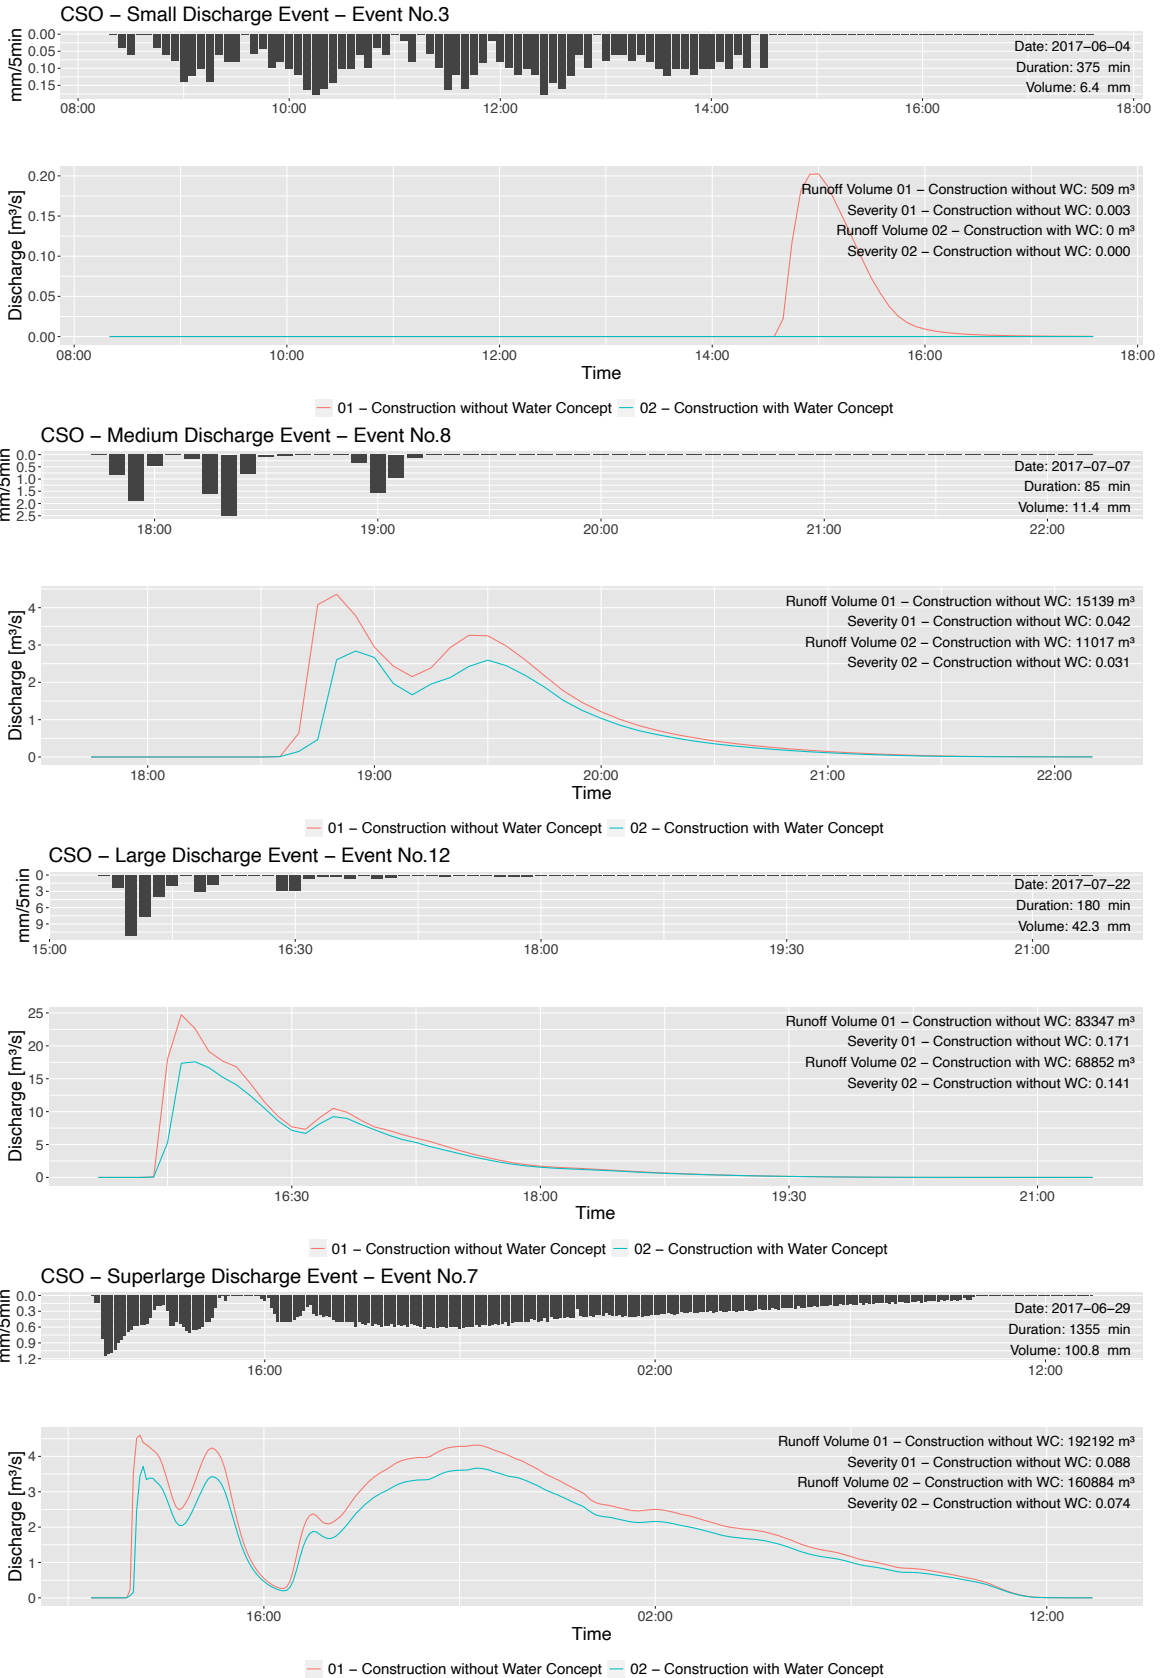 CSO – Small Discharge Event – Event No.3
mm/5min
0.00
0.05
0.10
0.15
Date: 2017–06–04
Duration: 375 min
Volume: 6.4 mm
08:00 10:00 12:00 14:00 16:00 18:00
Discharge [m³/s]
0.20
0.15
0.10
0.05
0.00
Runoff Volume 01 – Construction without WC: 509 m³
Severity 01 – Construction without WC: 0.003
Runoff Volume 02 – Construction with WC: 0 m³
Severity 02 – Construction without WC: 0.000
08:00 10:00 12:00 14:00 16:00 18:00
Time
01 – Construction without Water Concept 02 – Construction with Water Concept
CSO – Medium Discharge Event – Event No.8
mm/5min
0.0
0.5
1.0
1.5
2.0
2.5
Date: 2017–07–07
Duration: 85 min
Volume: 11.4 mm
18:00 19:00 20:00 21:00 22:00
Discharge [m³/s]
4
3
2
1
0
Runoff Volume 01 – Construction without WC: 15139 m³
Severity 01 – Construction without WC: 0.042
Runoff Volume 02 – Construction with WC: 11017 m³
Severity 02 – Construction without WC: 0.031
18:00 19:00 20:00 21:00 22:00
Time
01 – Construction without Water Concept 02 – Construction with Water Concept
CSO – Large Discharge Event – Event No.12
mm/5min
0
3
6
9
Date: 2017–07–22
Duration: 180 min
Volume: 42.3 mm
15:00 16:30 18:00 19:30 21:00
Discharge [m³/s]
25
20
15
10
5
0
Runoff Volume 01 – Construction without WC: 83347 m³
Severity 01 – Construction without WC: 0.171
Runoff Volume 02 – Construction with WC: 68852 m³
Severity 02 – Construction without WC: 0.141
16:30 18:00 19:30 21:00
Time
01 – Construction without Water Concept 02 – Construction with Water Concept
CSO – Superlarge Discharge Event – Event No.7
mm/5min
0.0
0.3
0.6
0.9
1.2
Date: 2017–06–29
Duration: 1355 min
Volume: 100.8 mm
16:00 02:00 12:00
Discharge [m³/s]
4
3
2
1
0
Runoff Volume 01 – Construction without WC: 192192 m³
Severity 01 – Construction without WC: 0.088
Runoff Volume 02 – Construction with WC: 160884 m³
Severity 02 – Construction without WC: 0.074
16:00 02:00 12:00
Time
01 – Construction without Water Concept 02 – Construction with Water Concept